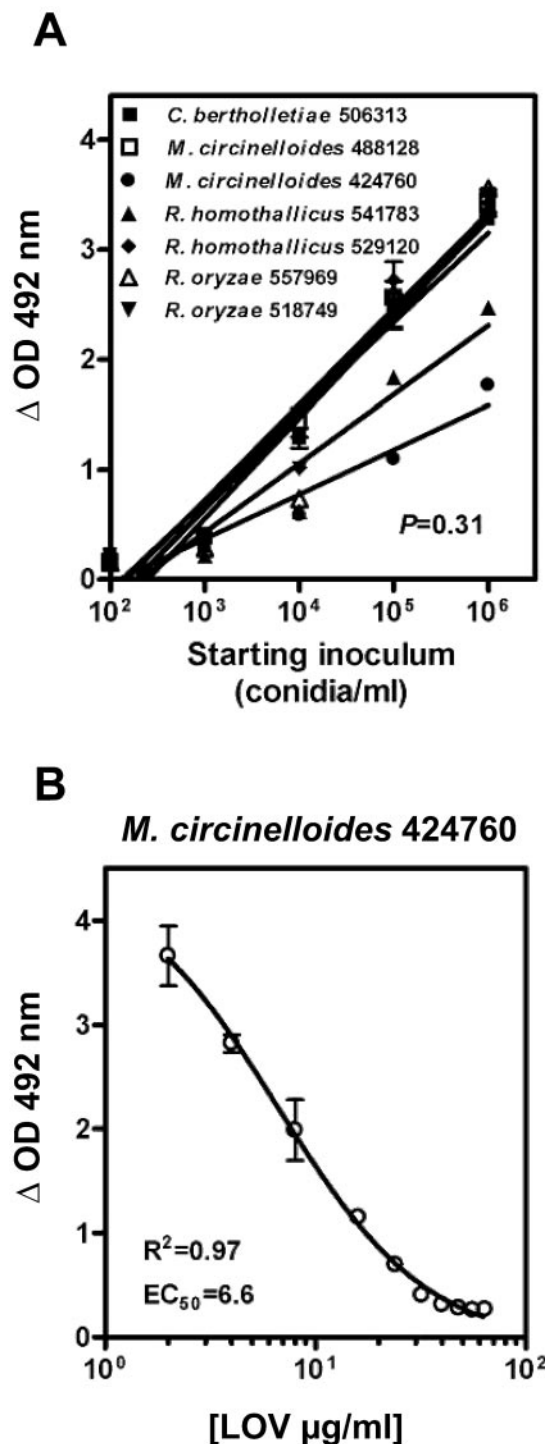 A
C. bertholletiae 506313
M. circinelloides 488128
M. circinelloides 424760
R. homothallicus 541783
R. homothallicus 529120
R. oryzae 557969
R. oryzae 518749
4
3
2
1
0
Δ OD 492 nm
P=0.31
10² 10³ 10⁴ 10⁵ 10⁶
Starting inoculum
(conidia/ml)
B
M. circinelloides 424760
4
3
2
1
0
Δ OD 492 nm
R²=0.97
EC₅₀=6.6
10⁰ 10¹ 10²
[LOV µg/ml]